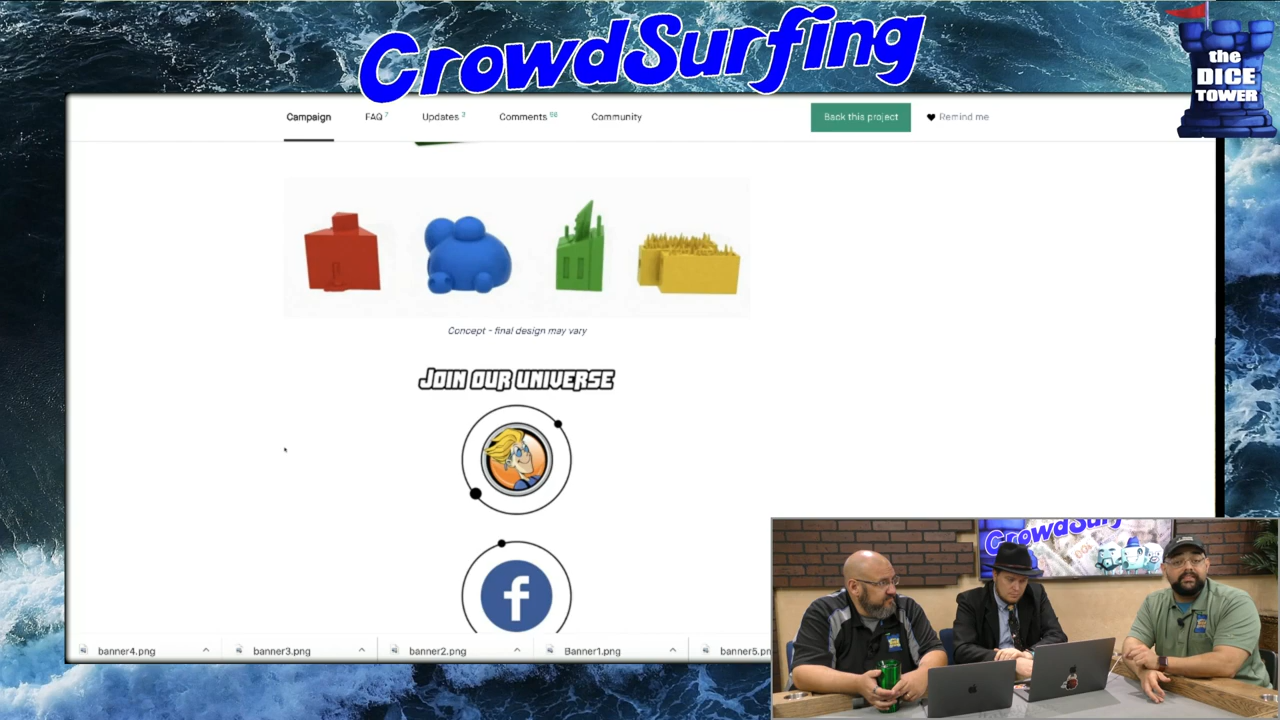 CrowdSurfing
the
DICE
TOWER
Campaign
FAQ 7
Updates 3
Comments
Community
Back this project
Remind me
Concept - final design may vary
JOIN OUR UNIVERSE
f
banner4.png
banner3.png
banner2.png
Banner1.png
banner5.pn
CrowdSurf